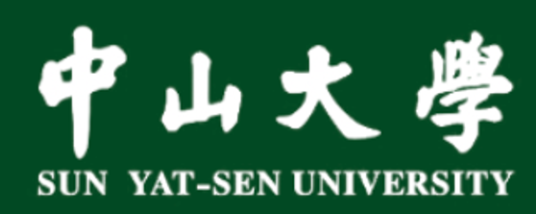 中山大學
SUN YAT-SEN UNIVERSITY